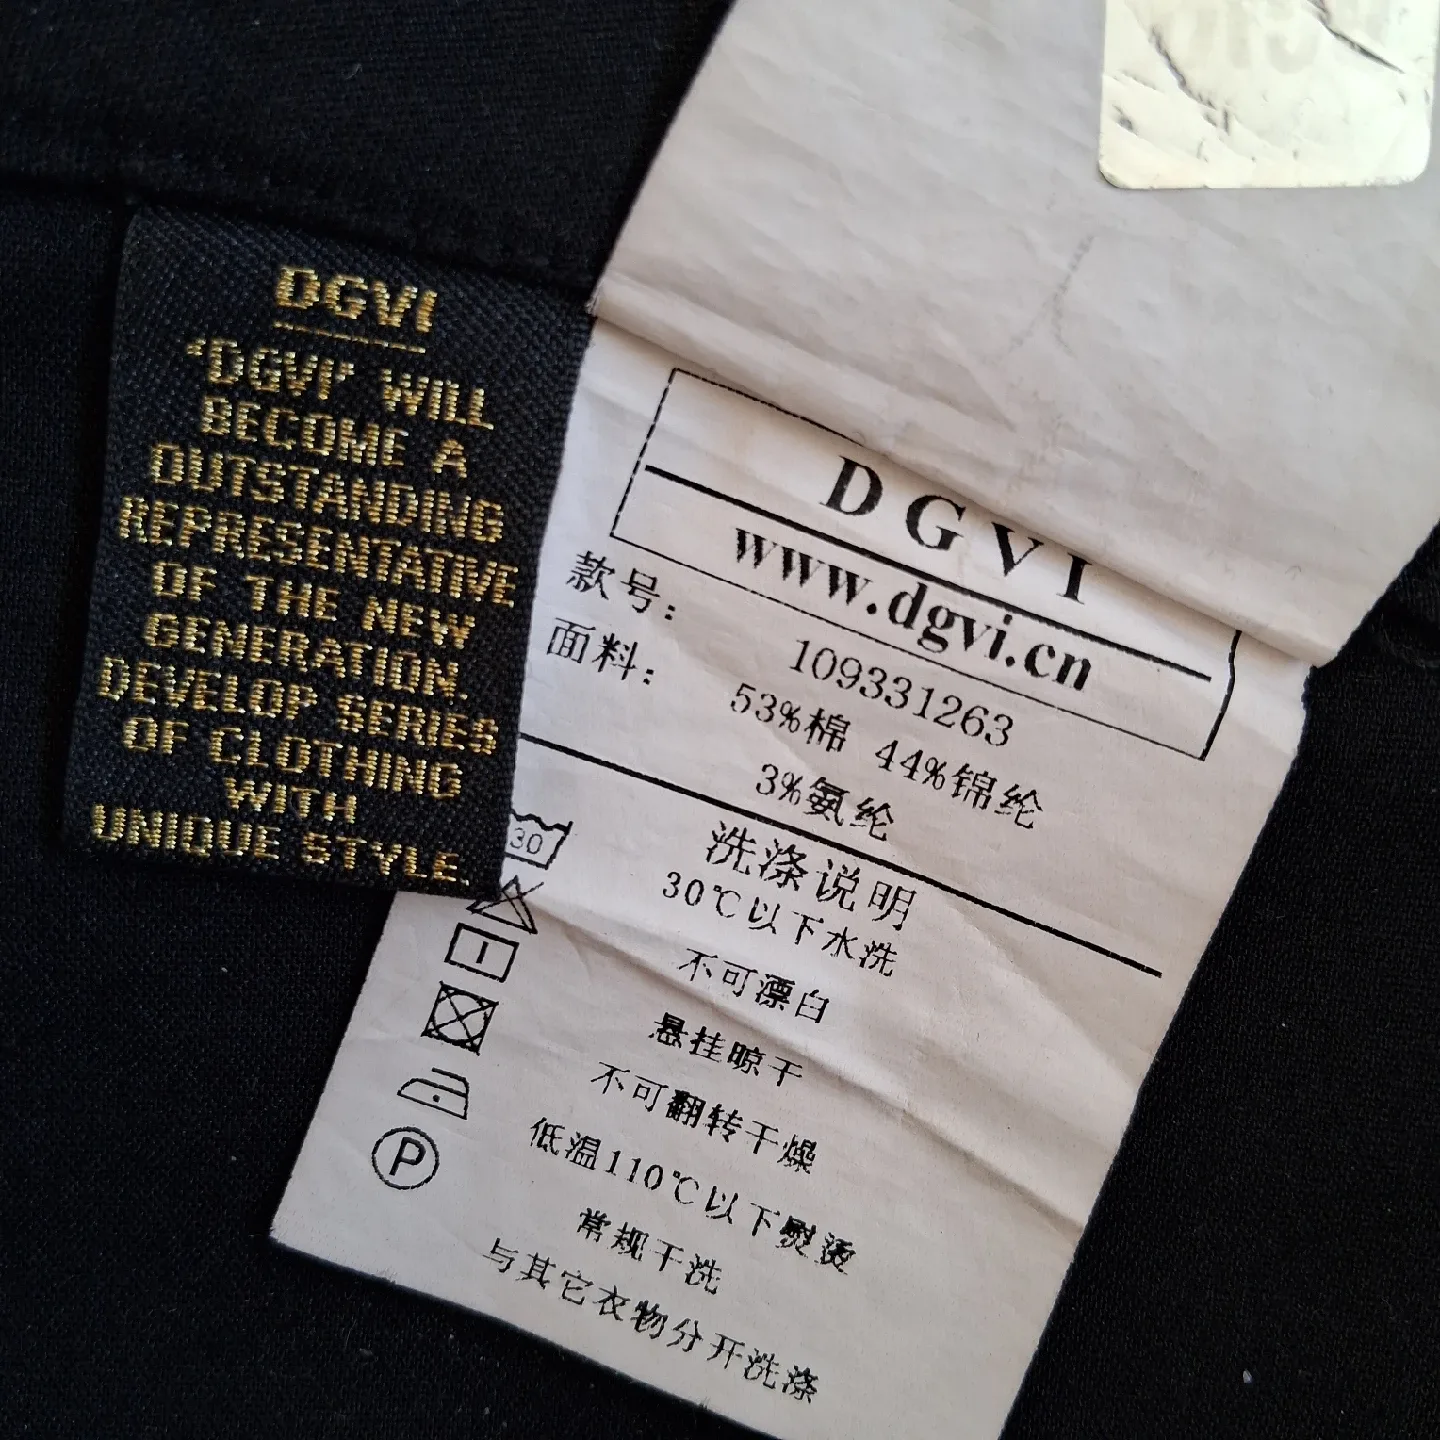 DGVI
'DGVI' WILL
BECOME A
OUTSTANDING
REPRESENTATIVE
OF THE NEW
GENERATION.
DEVELOP SERIES
OF CLOTHING
WITH
UNIQUE STYLE.
DGVI
www.dgvi.cn
款号: 109331263
面料: 53%棉 44%锦纶
3%氨纶
洗涤说明
30 30℃以下水洗
不可漂白
悬挂晾干
不可翻转干燥
低温110℃以下熨烫
P 常规干洗
与其它衣物分开洗涤